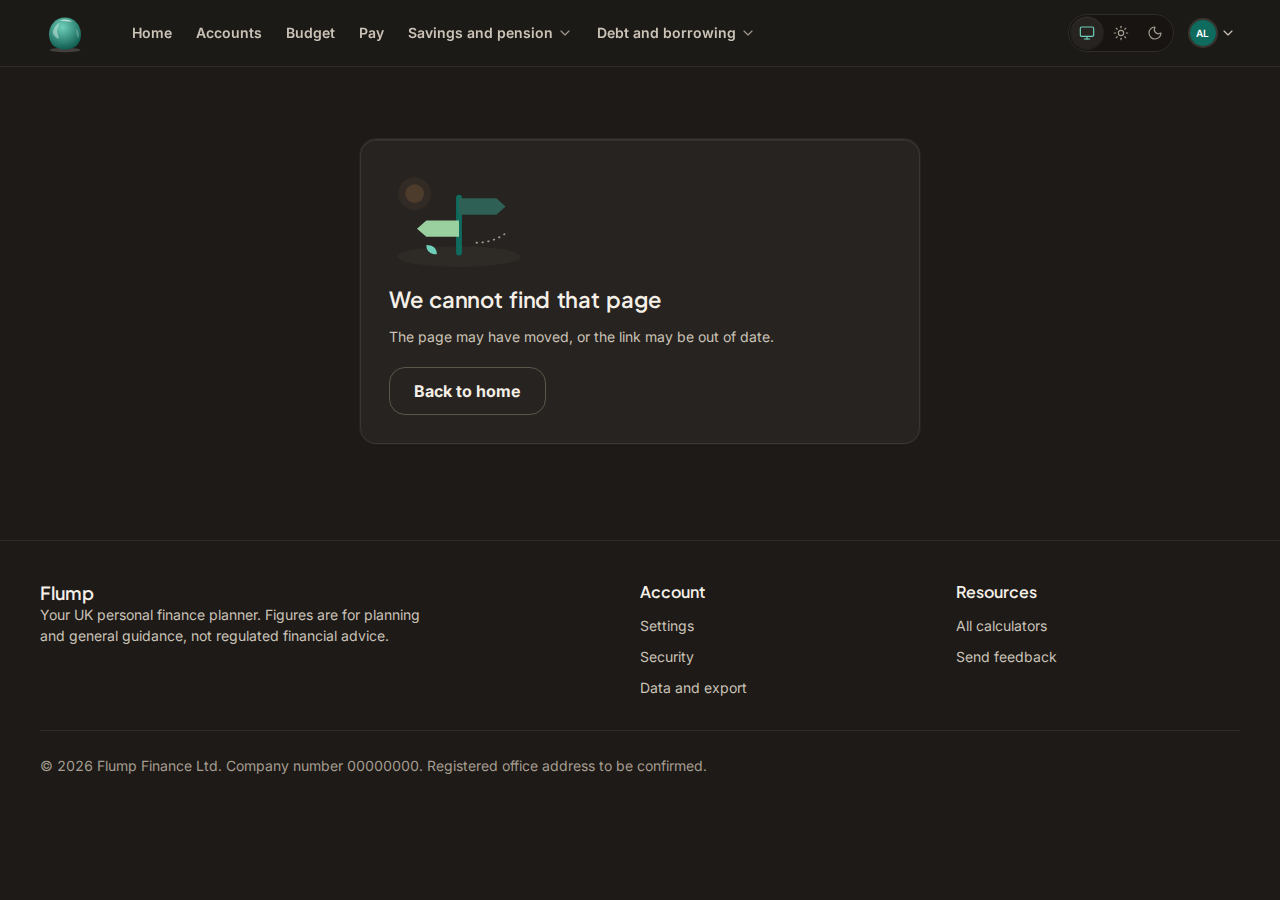 Home
Accounts
Budget
Pay
Savings and pension
Debt and borrowing
AL
We cannot find that page
The page may have moved, or the link may be out of date.
Back to home
Flump
Your UK personal finance planner. Figures are for planning
and general guidance, not regulated financial advice.
Account
Settings
Security
Data and export
Resources
All calculators
Send feedback
© 2026 Flump Finance Ltd. Company number 00000000. Registered office address to be confirmed.